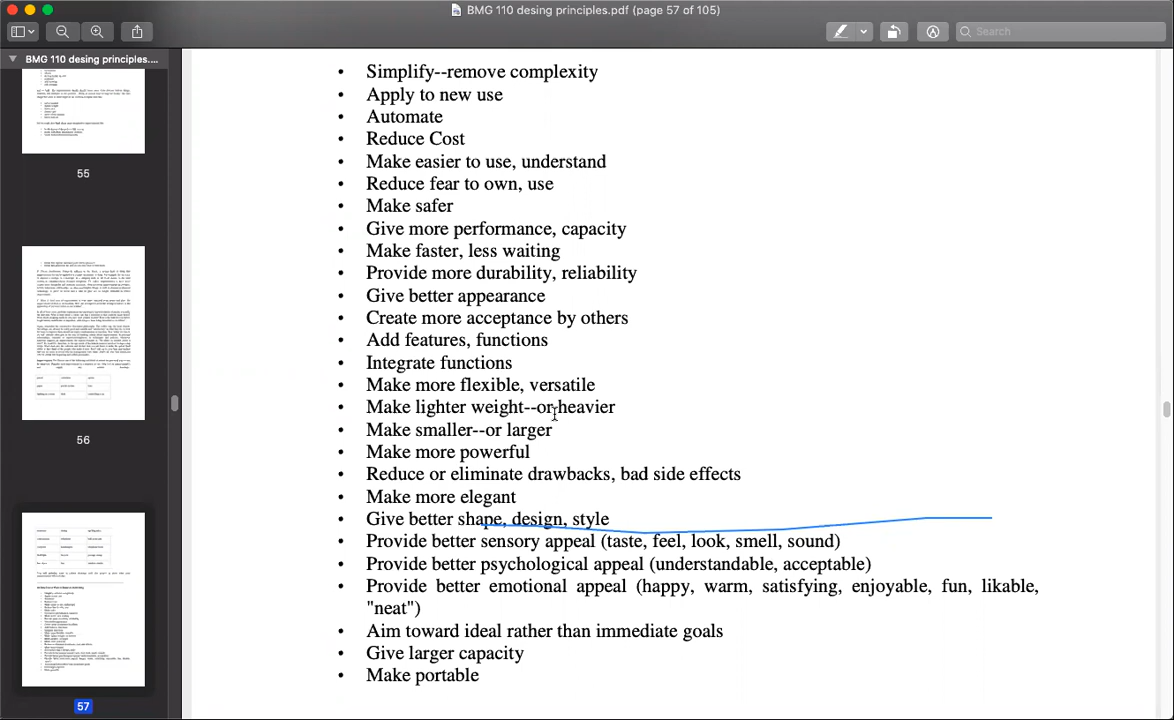 BMG 110 desing principles.pdf (page 57 of 105)
Search
BMG 110 desing principles....
55
56
57
• Simplify--remove complexity
• Apply to new use
• Automate
• Reduce Cost
• Make easier to use, understand
• Reduce fear to own, use
• Make safer
• Give more performance, capacity
• Make faster, less waiting
• Provide more durability, reliability
• Give better appearance
• Create more acceptance by others
• Add features, functions
• Integrate functions
• Make more flexible, versatile
• Make lighter weight--or heavier
• Make smaller--or larger
• Make more powerful
• Reduce or eliminate drawbacks, bad side effects
• Make more elegant
• Give better shape, design, style
• Provide better sensory appeal (taste, feel, look, smell, sound)
• Provide better psychological appeal (understandable, acceptable)
• Provide better emotional appeal (happy, warm, satisfying, enjoyable, fun, likable,
"neat")
• Aim toward ideal rather than immediate goals
• Give larger capacity
• Make portable